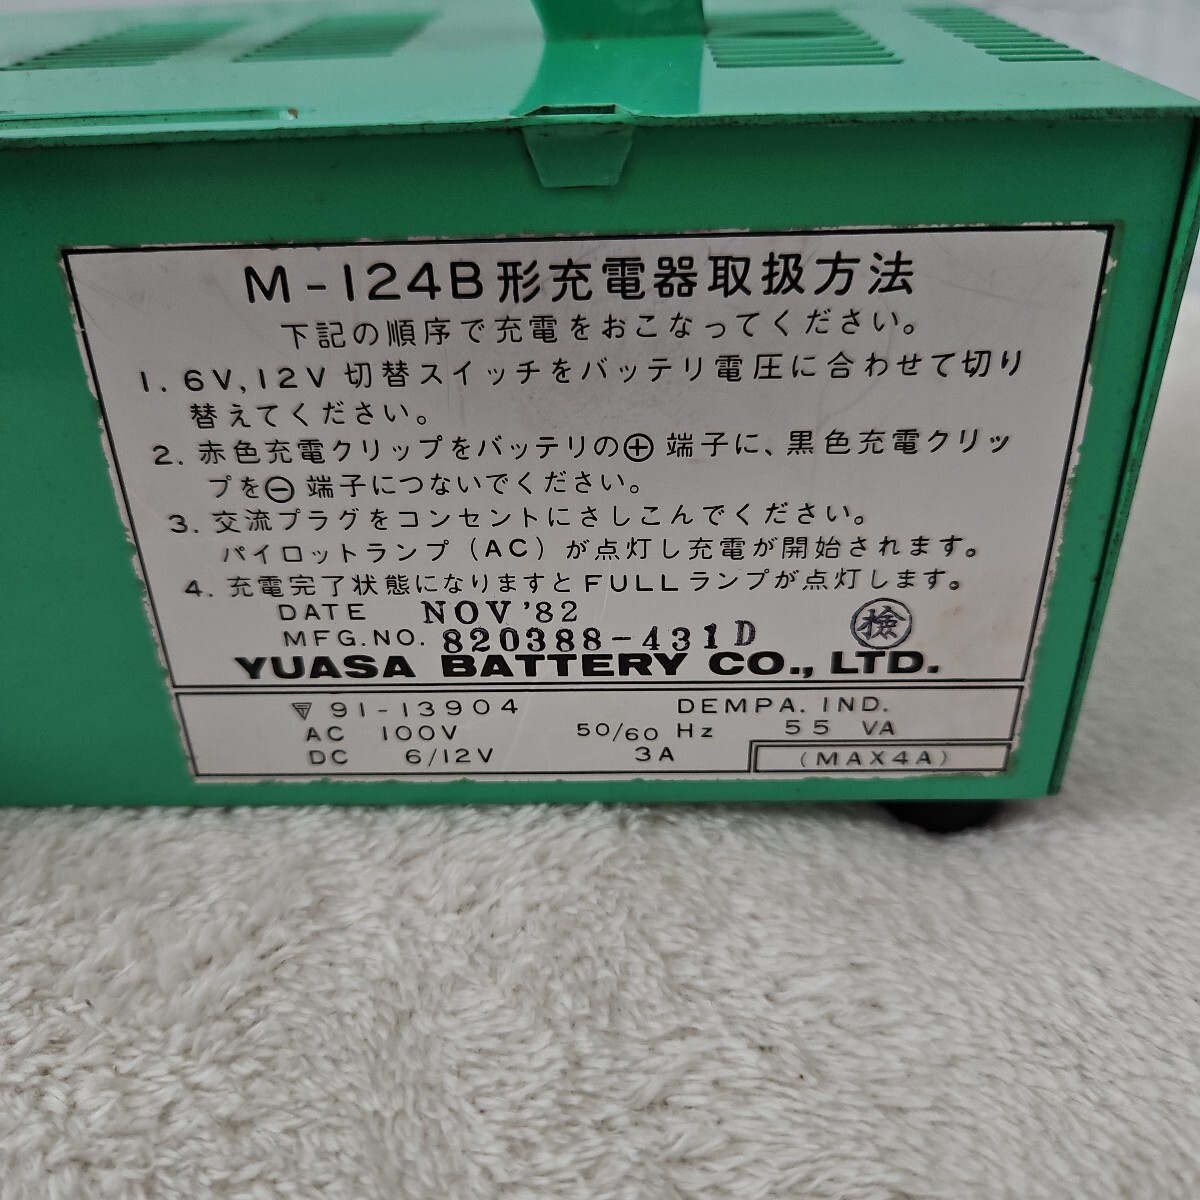 M-124B形充電器取扱方法
下記の順序で充電をおこなってください。
1. 6V,12V 切替スイッチをバッテリ電圧に合わせて切り
替えてください。
2. 赤色充電クリップをバッテリの⊕端子に、黒色充電クリッ
プを⊖端子につないでください。
3. 交流プラグをコンセントにさしこんでください。
パイロットランプ(AC)が点灯し充電が開始されます。
4. 充電完了状態になりますとFULLランプが点灯します。
DATE NOV '82
MFG.NO. 820388-431D 検
YUASA BATTERY CO., LTD.
91-13904 DEMPA. IND.
AC 100V 50/60 Hz 55 VA
DC 6/12V 3A (MAX4A)